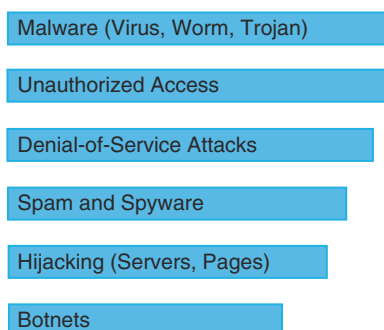 Malware (Virus, Worm, Trojan)
Unauthorized Access
Denial-of-Service Attacks
Spam and Spyware
Hijacking (Servers, Pages)
Botnets